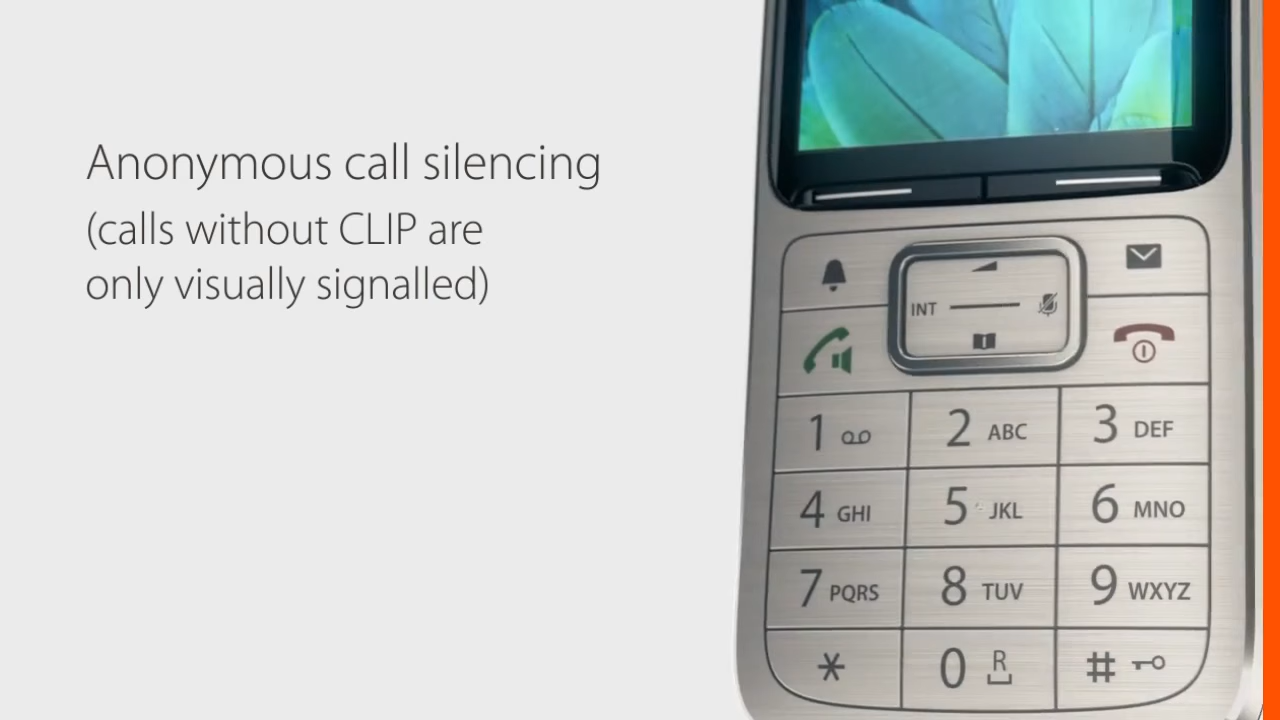 Anonymous call silencing
(calls without CLIP are
only visually signalled)
INT
1
2 ABC
3 DEF
4 GHI
5 JKL
6 MNO
7 PQRS
8 TUV
9 WXYZ
*
0 R
#